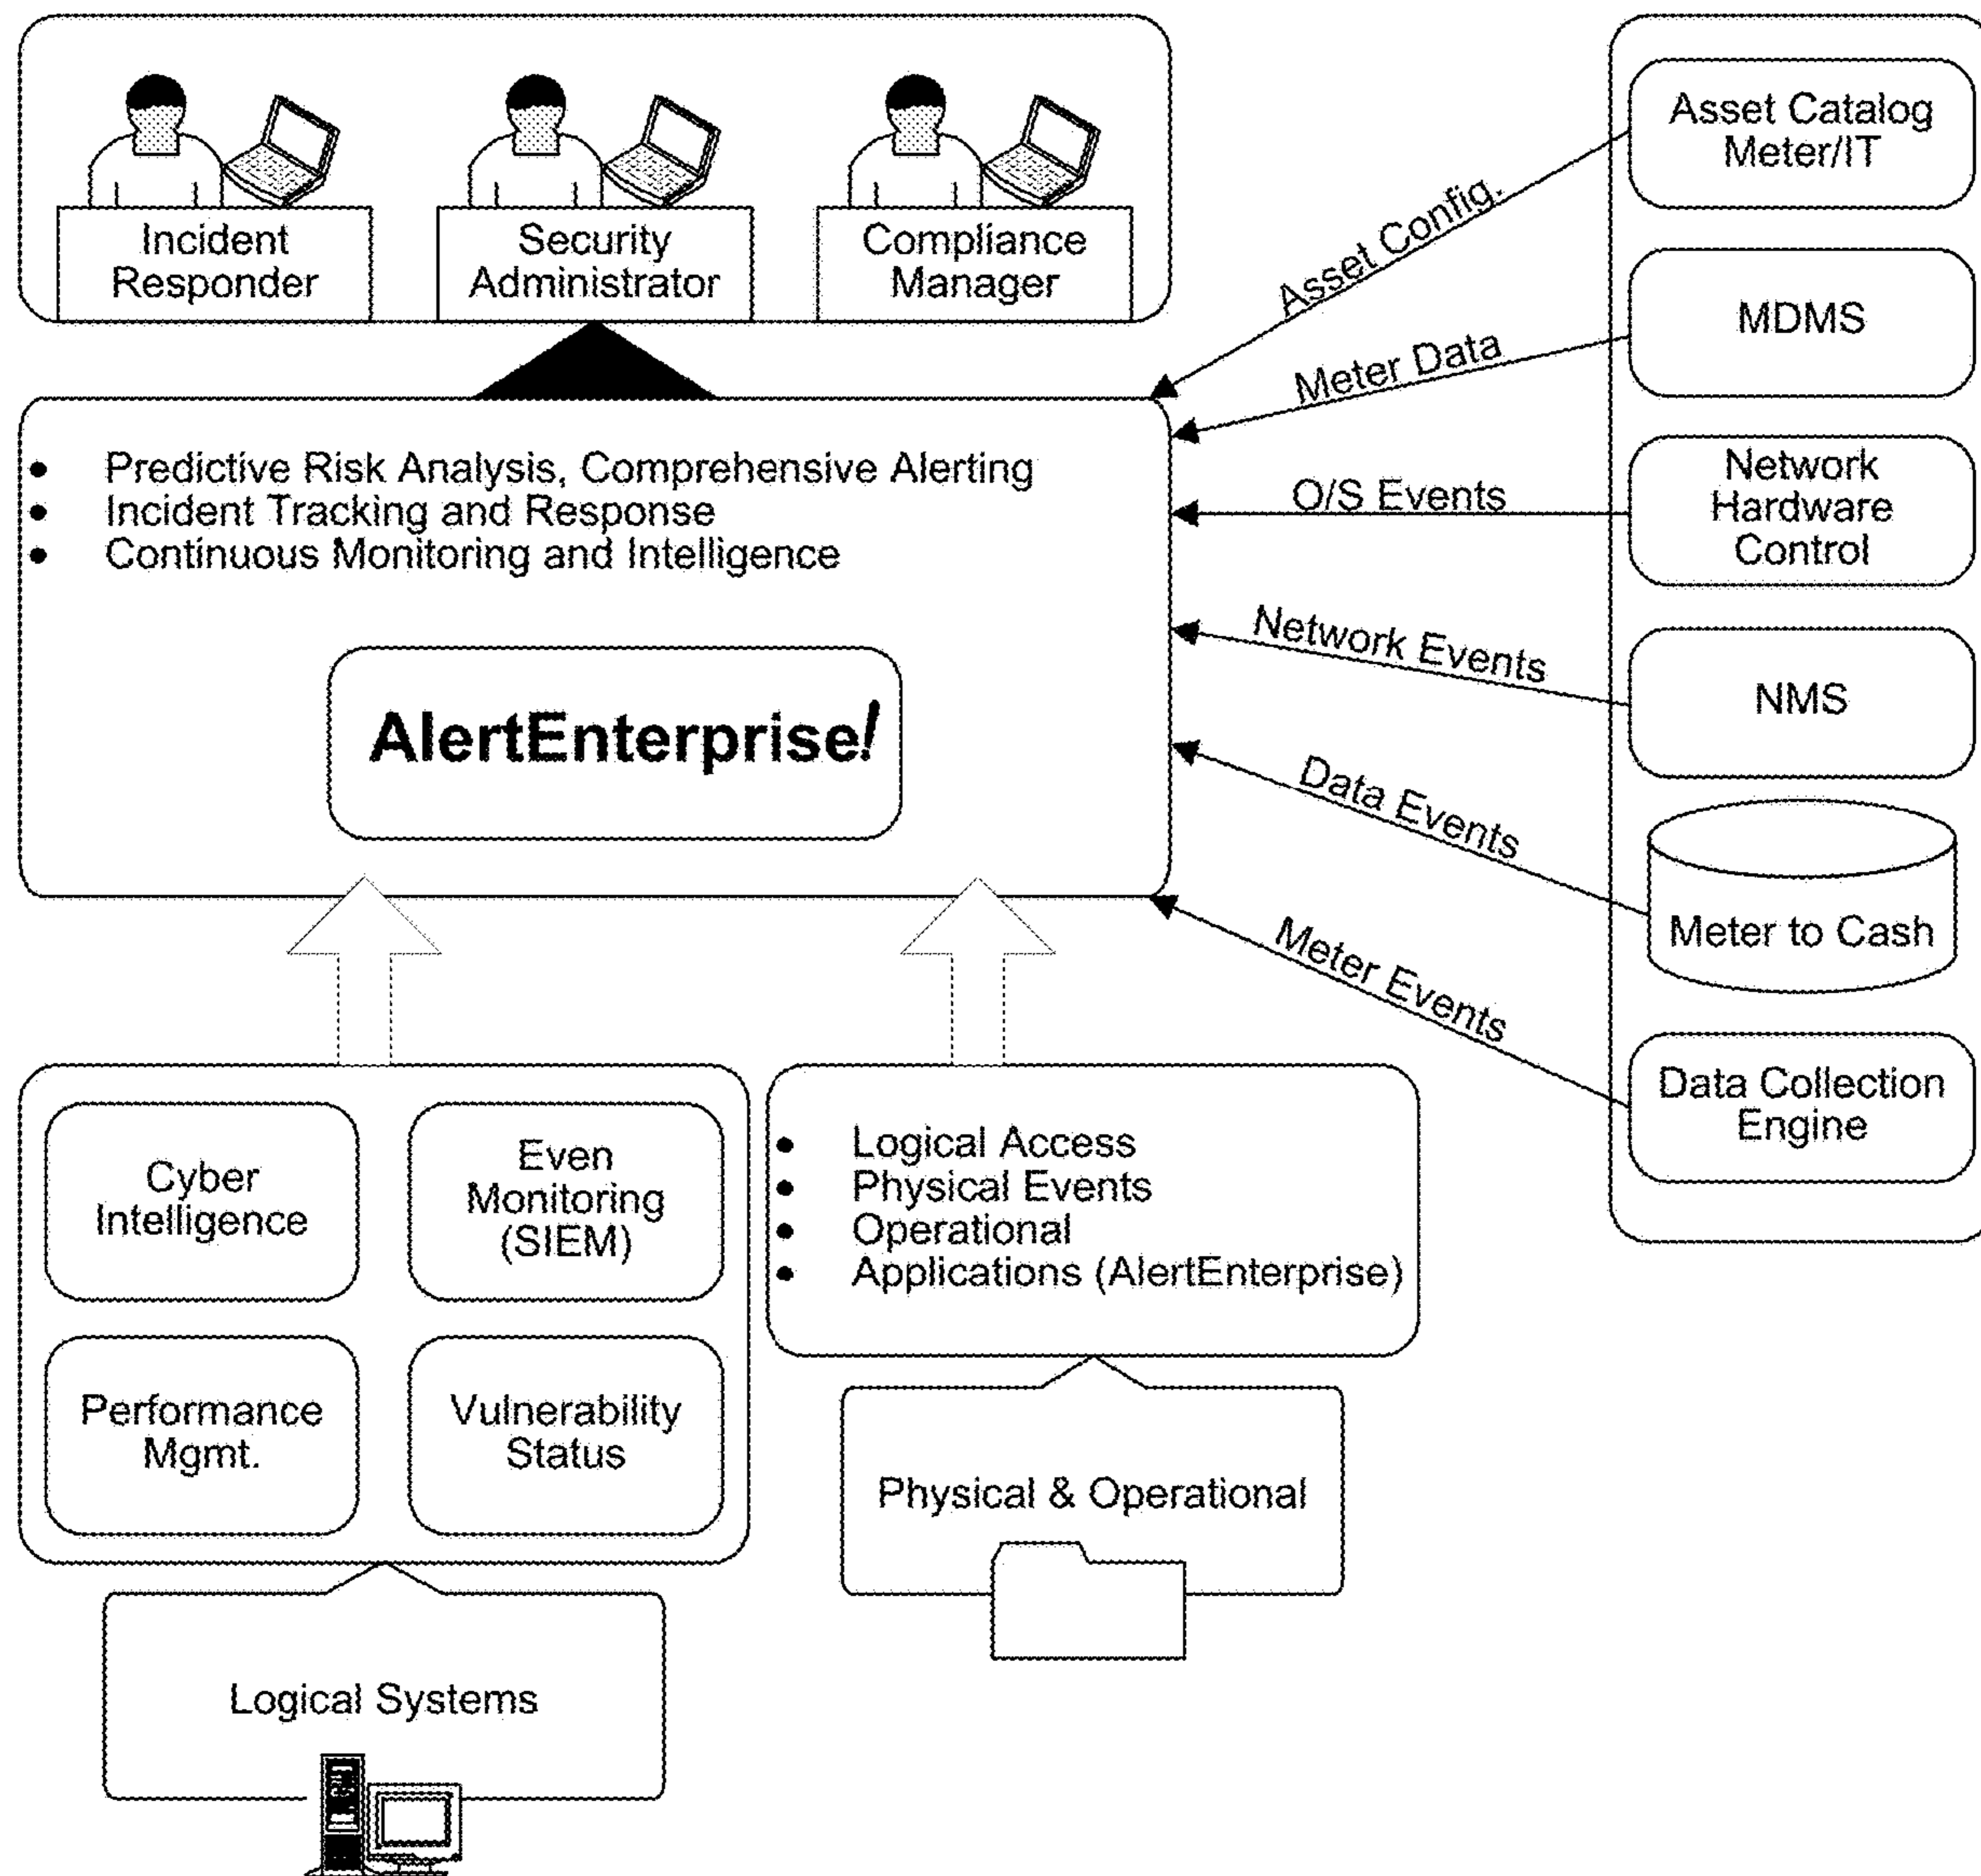 Incident
Responder
Security
Administrator
Compliance
Manager
• Predictive Risk Analysis, Comprehensive Alerting
• Incident Tracking and Response
• Continuous Monitoring and Intelligence
AlertEnterprise!
Asset Config.
Meter Data
O/S Events
Network Events
Data Events
Meter Events
Asset Catalog
Meter/IT
MDMS
Network
Hardware
Control
NMS
Meter to Cash
Data Collection
Engine
Cyber
Intelligence
Even
Monitoring
(SIEM)
Performance
Mgmt.
Vulnerability
Status
• Logical Access
• Physical Events
• Operational
• Applications (AlertEnterprise)
Physical & Operational
Logical Systems